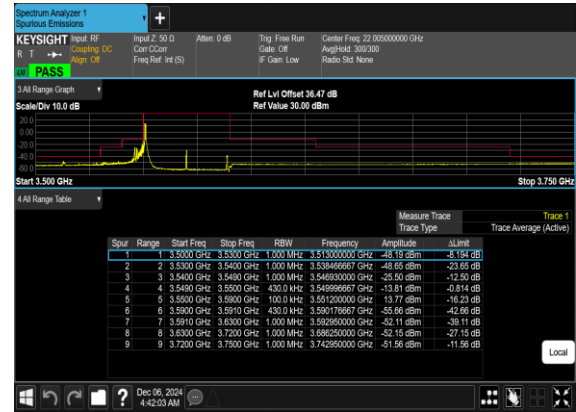 Spectrum Analyzer 1
Spurious Emissions
KEYSIGHT Input: RF Input Z: 50 Ω Atten: 0 dB Trig: Free Run Center Freq: 22.005000000 GHz
R T Coupling: DC Corr CCorr Gate: Off Avg|Hold: 300/300
Align: Off Freq Ref: Int (S) IF Gain: Low Radio Std: None
PASS
3 All Range Graph
Ref Lvl Offset 36.47 dB
Scale/Div 10.0 dB Ref Value 30.00 dBm
20.0
0.00
-20.0
-40.0
-60.0
Start 3.500 GHz Stop 3.750 GHz
4 All Range Table
Measure Trace Trace 1
Trace Type Trace Average (Active)
Spur Range Start Freq Stop Freq RBW Frequency Amplitude ΔLimit
1 1 3.5000 GHz 3.5300 GHz 1.000 MHz 3.513000000 GHz -48.19 dBm -8.194 dB
2 2 3.5300 GHz 3.5400 GHz 1.000 MHz 3.538466667 GHz -48.65 dBm -23.65 dB
3 3 3.5400 GHz 3.5490 GHz 1.000 MHz 3.546930000 GHz -25.50 dBm -12.50 dB
4 4 3.5490 GHz 3.5500 GHz 430.0 kHz 3.549996667 GHz -13.81 dBm -0.814 dB
5 5 3.5500 GHz 3.5900 GHz 100.0 kHz 3.551200000 GHz 13.77 dBm -16.23 dB
6 6 3.5900 GHz 3.5910 GHz 430.0 kHz 3.590176667 GHz -55.66 dBm -42.66 dB
7 7 3.5910 GHz 3.6300 GHz 1.000 MHz 3.592950000 GHz -52.11 dBm -39.11 dB
8 8 3.6300 GHz 3.7200 GHz 1.000 MHz 3.686250000 GHz -52.15 dBm -27.15 dB
9 9 3.7200 GHz 3.7500 GHz 1.000 MHz 3.742950000 GHz -51.56 dBm -11.56 dB
Local
Dec 06, 2024
4:42:03 AM